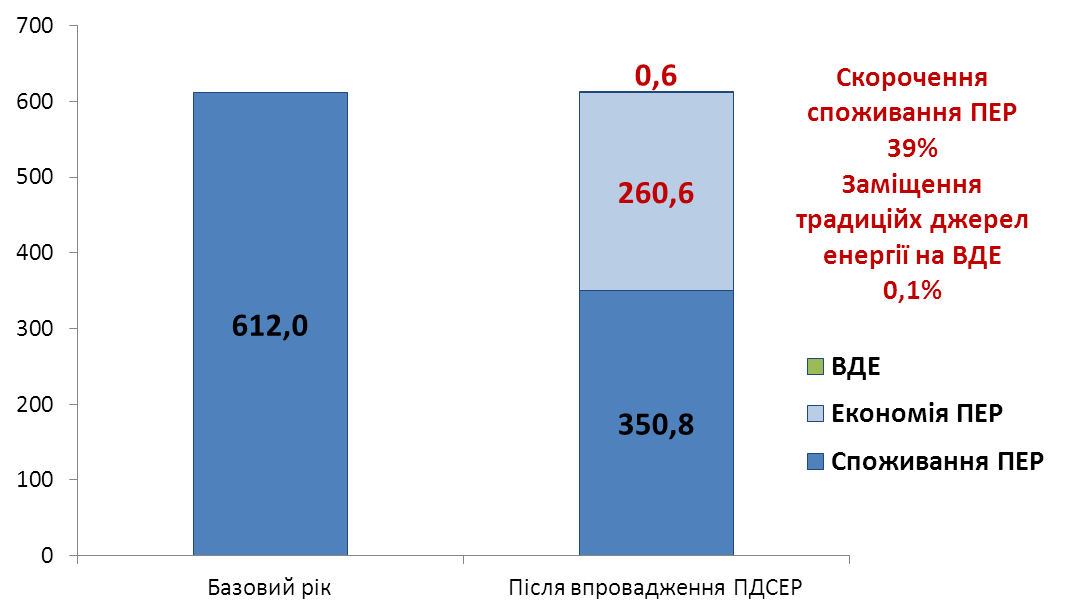 700
600
500
400
300
200
100
0
612,0
0,6
260,6
350,8
Базовий рік
Після впровадження ПДСЕР
Скорочення
споживання ПЕР
39%
Заміщення
традиційх джерел
енергії на ВДЕ
0,1%
ВДЕ
Економія ПЕР
Споживання ПЕР